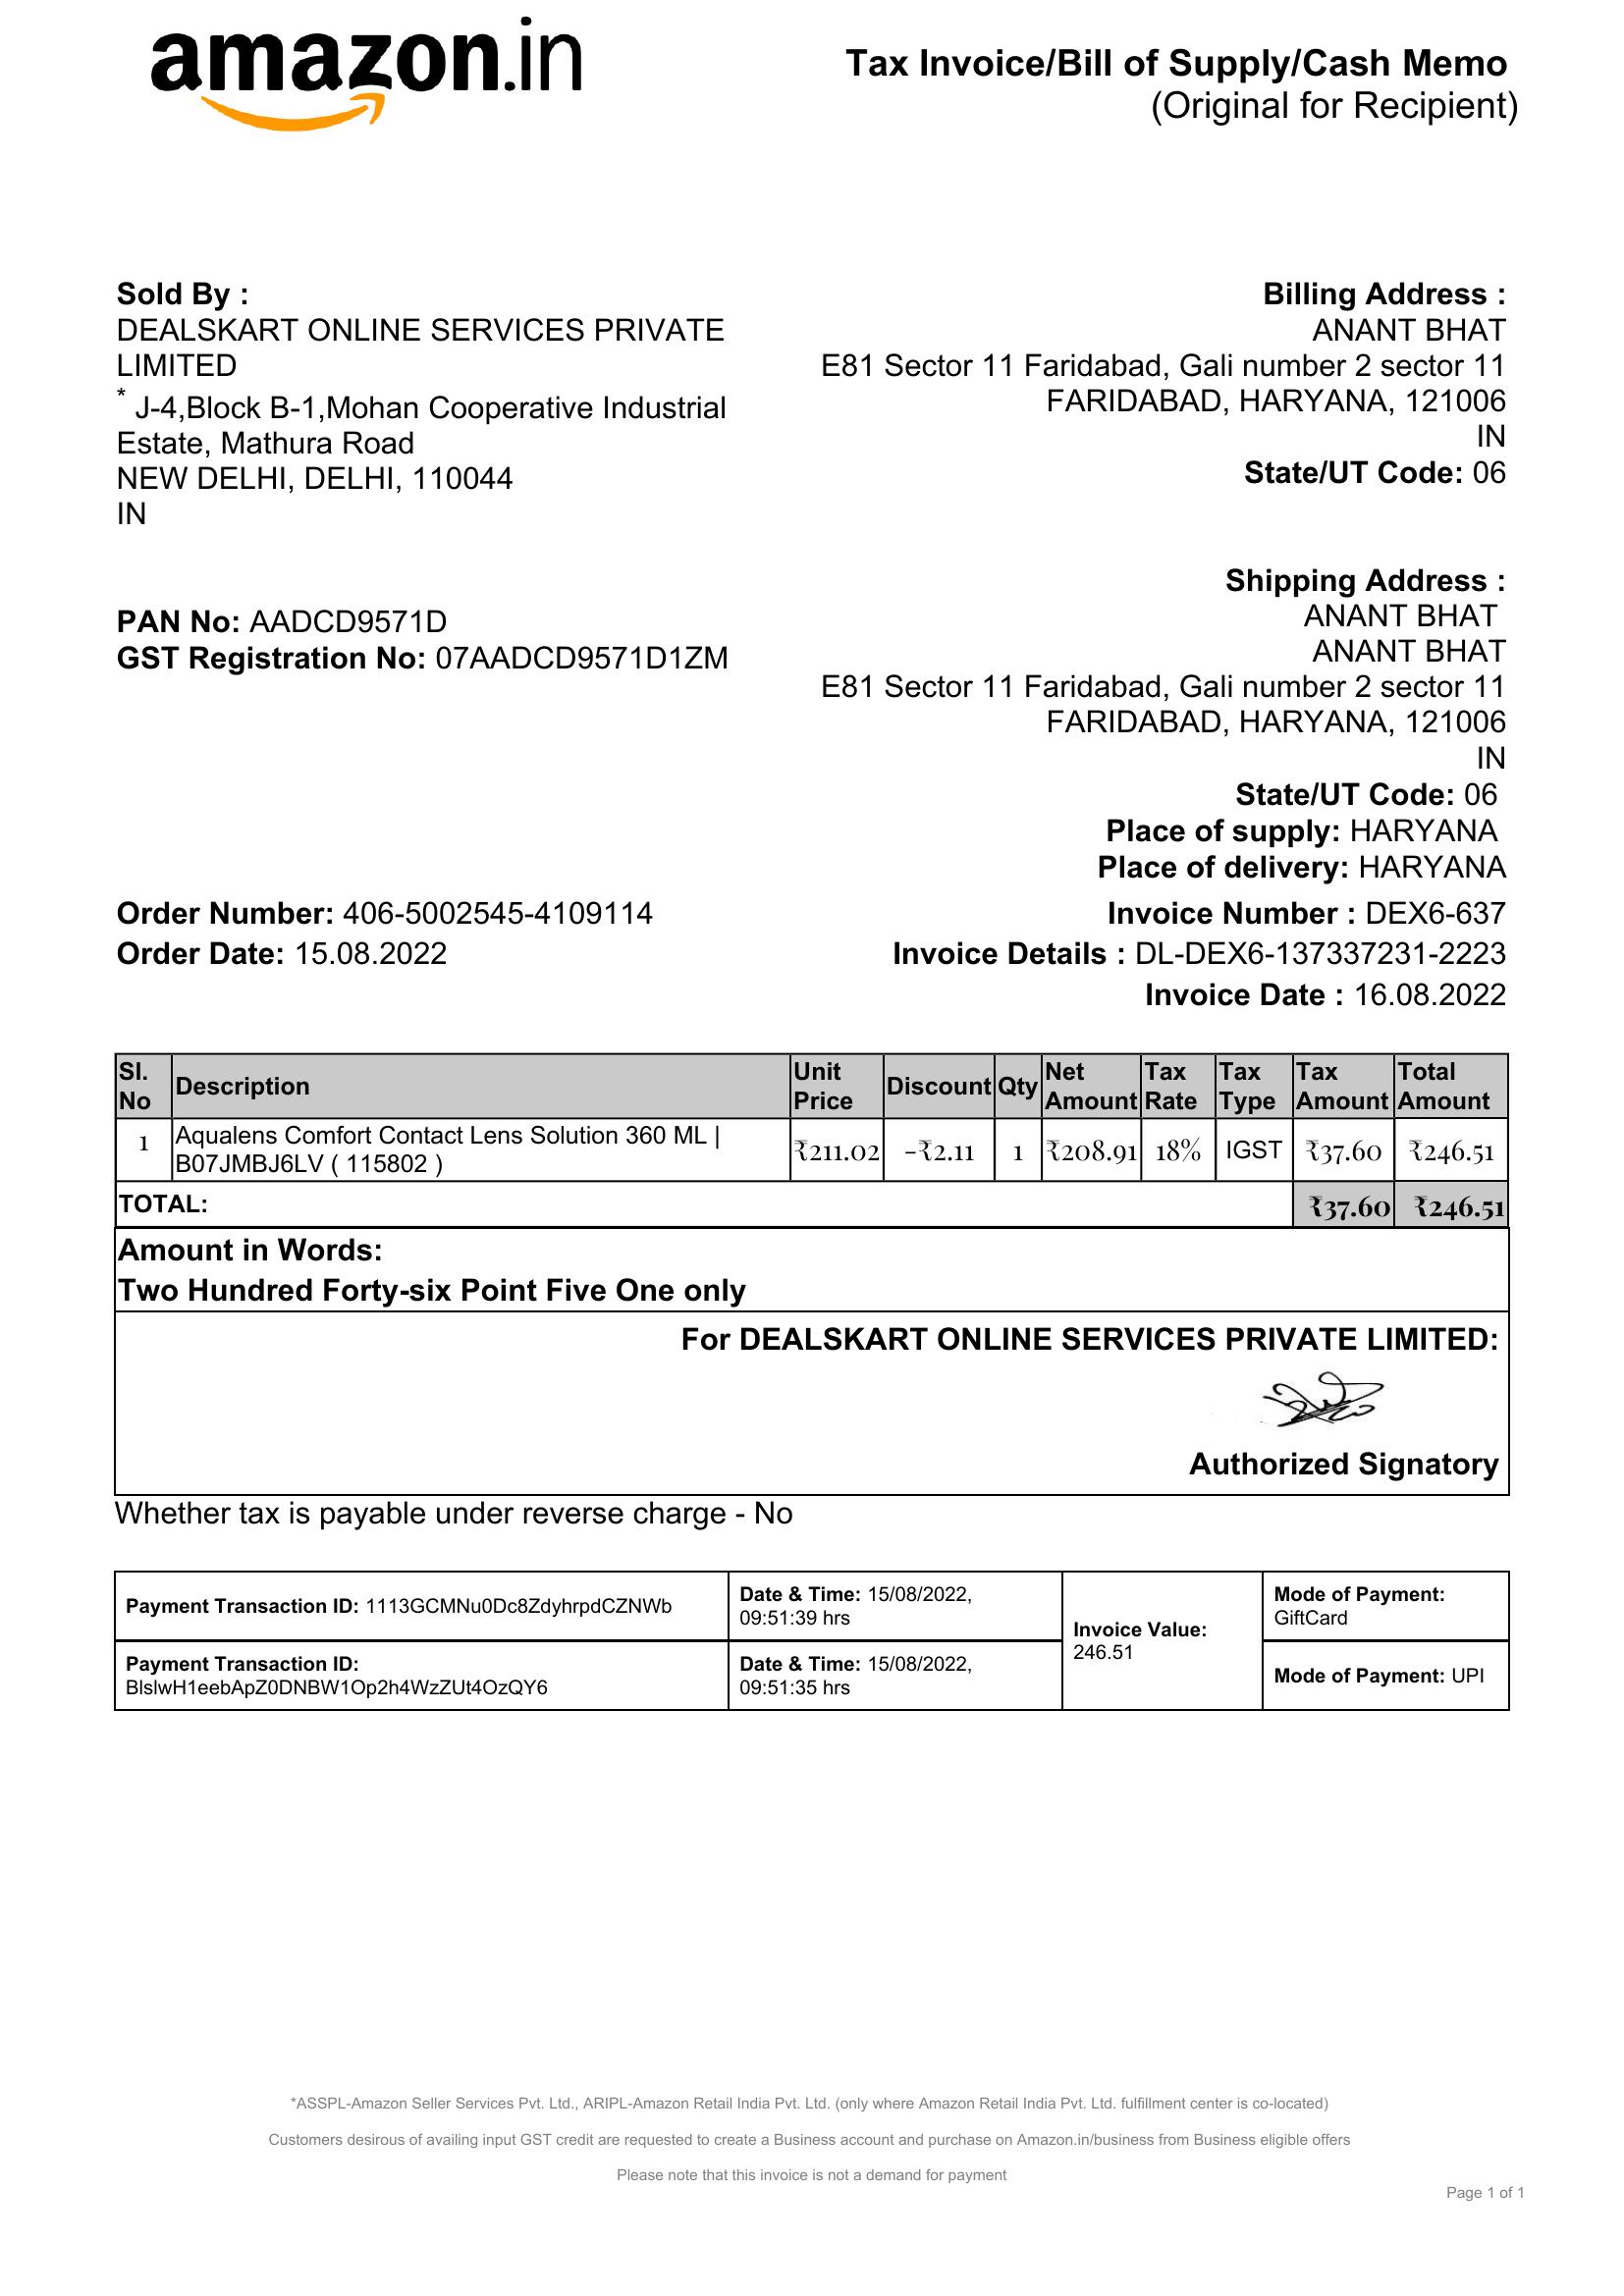 amazon.in
Tax Invoice/Bill of Supply/Cash Memo
(Original for Recipient)
Sold By :
DEALSKART ONLINE SERVICES PRIVATE
LIMITED
* J-4,Block B-1,Mohan Cooperative Industrial
Estate, Mathura Road
NEW DELHI, DELHI, 110044
IN
PAN No: AADCD9571D
GST Registration No: 07AADCD9571D1ZM
Billing Address :
ANANT BHAT
E81 Sector 11 Faridabad, Gali number 2 sector 11
FARIDABAD, HARYANA, 121006
IN
State/UT Code: 06
Shipping Address :
ANANT BHAT
ANANT BHAT
E81 Sector 11 Faridabad, Gali number 2 sector 11
FARIDABAD, HARYANA, 121006
IN
State/UT Code: 06
Place of supply: HARYANA
Place of delivery: HARYANA
Order Number: 406-5002545-4109114
Order Date: 15.08.2022
Invoice Number : DEX6-637
Invoice Details : DL-DEX6-137337231-2223
Invoice Date : 16.08.2022
Sl. No Description Unit Price Discount Qty Net Amount Tax Rate Tax Type Tax Amount Total Amount
1 Aqualens Comfort Contact Lens Solution 360 ML | ₹211.02 -₹2.11 1 ₹208.91 18% IGST ₹37.60 ₹246.51
B07JMBJ6LV ( 115802 )
TOTAL: ₹37.60 ₹246.51
Amount in Words:
Two Hundred Forty-six Point Five One only
For DEALSKART ONLINE SERVICES PRIVATE LIMITED:
Authorized Signatory
Whether tax is payable under reverse charge - No
Payment Transaction ID: 1113GCMNu0Dc8ZdyhrpdCZNWb
Date & Time: 15/08/2022,
09:51:39 hrs
Invoice Value:
246.51
Mode of Payment:
GiftCard
Payment Transaction ID:
BlslwH1eebApZ0DNBW1Op2h4WzZUt4OzQY6
Date & Time: 15/08/2022,
09:51:35 hrs
Mode of Payment: UPI
*ASSPL-Amazon Seller Services Pvt. Ltd., ARIPL-Amazon Retail India Pvt. Ltd. (only where Amazon Retail India Pvt. Ltd. fulfillment center is co-located)
Customers desirous of availing input GST credit are requested to create a Business account and purchase on Amazon.in/business from Business eligible offers
Please note that this invoice is not a demand for payment
Page 1 of 1